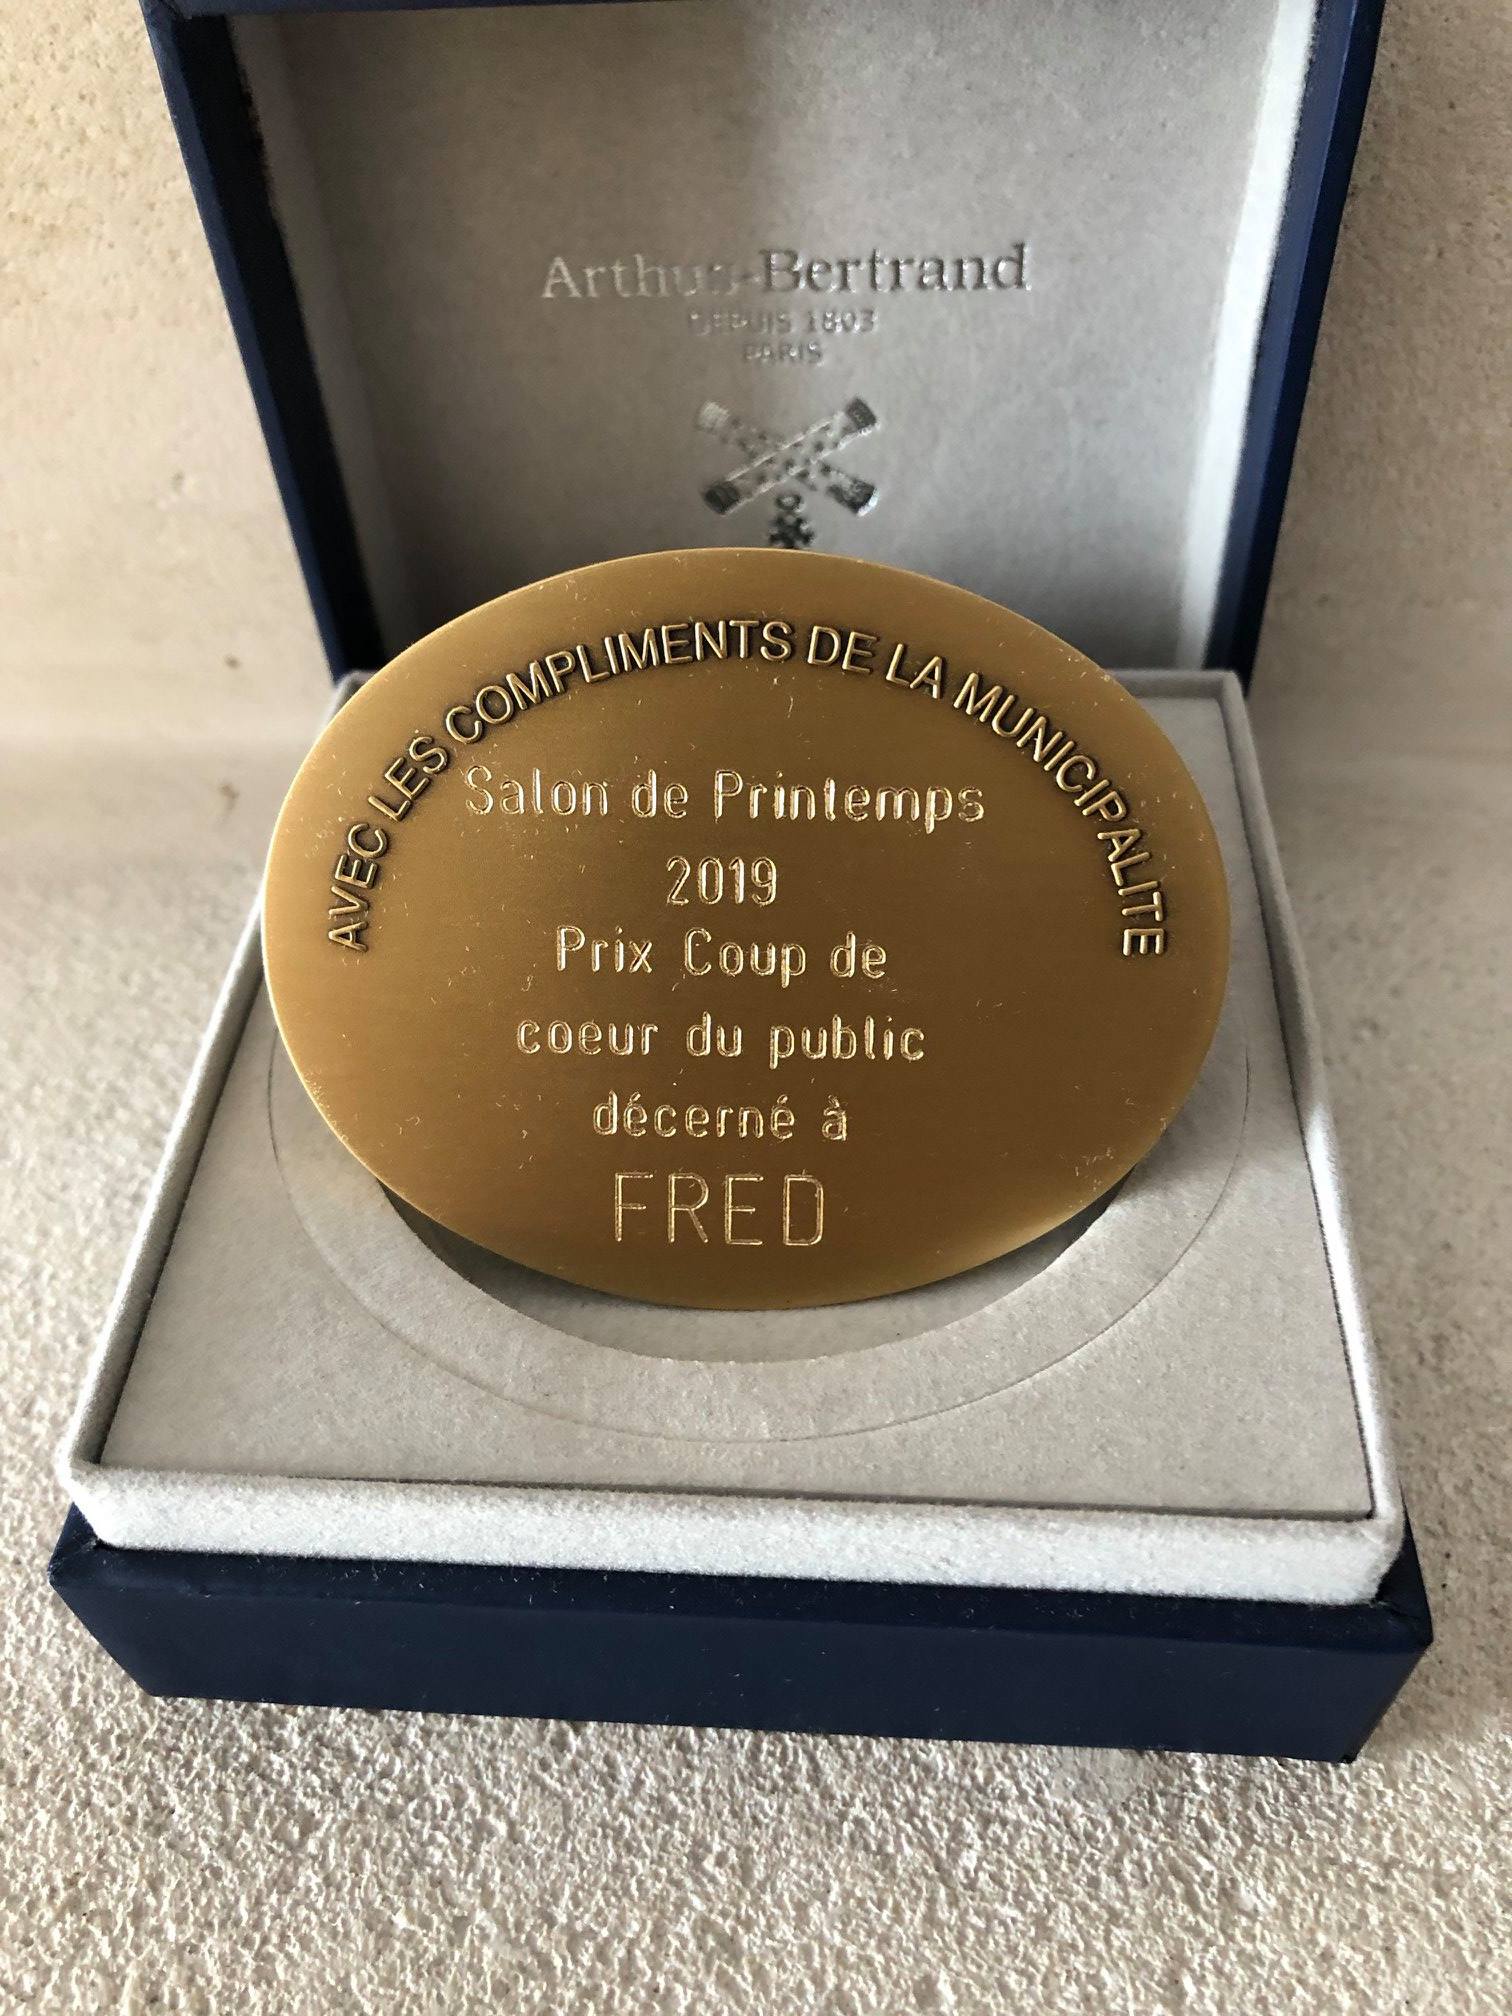 Arthus-Bertrand
DEPUIS 1803
PARIS
AVEC LES COMPLIMENTS DE LA MUNICIPALITE
Salon de Printemps
2019
Prix Coup de
coeur du public
décerné à
FRED